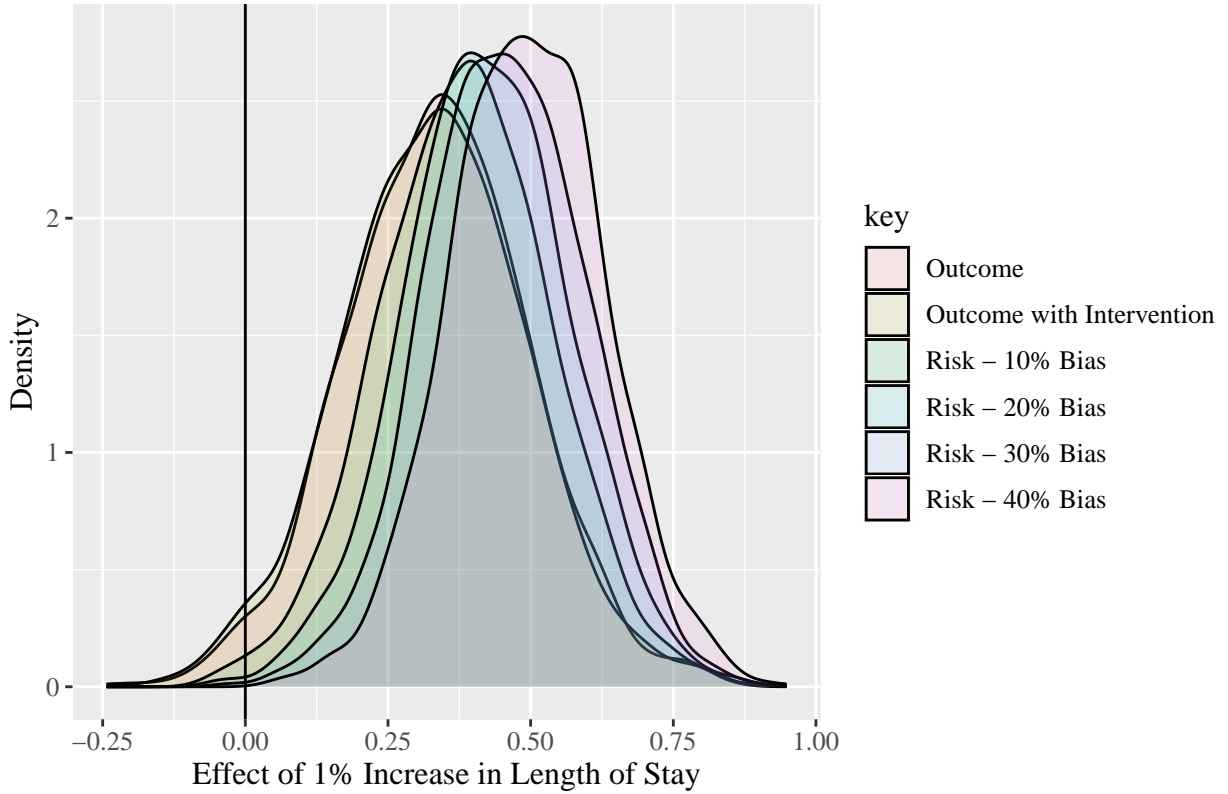 Density
2
1
0
−0.25
0.00
0.25
0.50
0.75
1.00
Effect of 1% Increase in Length of Stay
key
Outcome
Outcome with Intervention
Risk − 10% Bias
Risk − 20% Bias
Risk − 30% Bias
Risk − 40% Bias